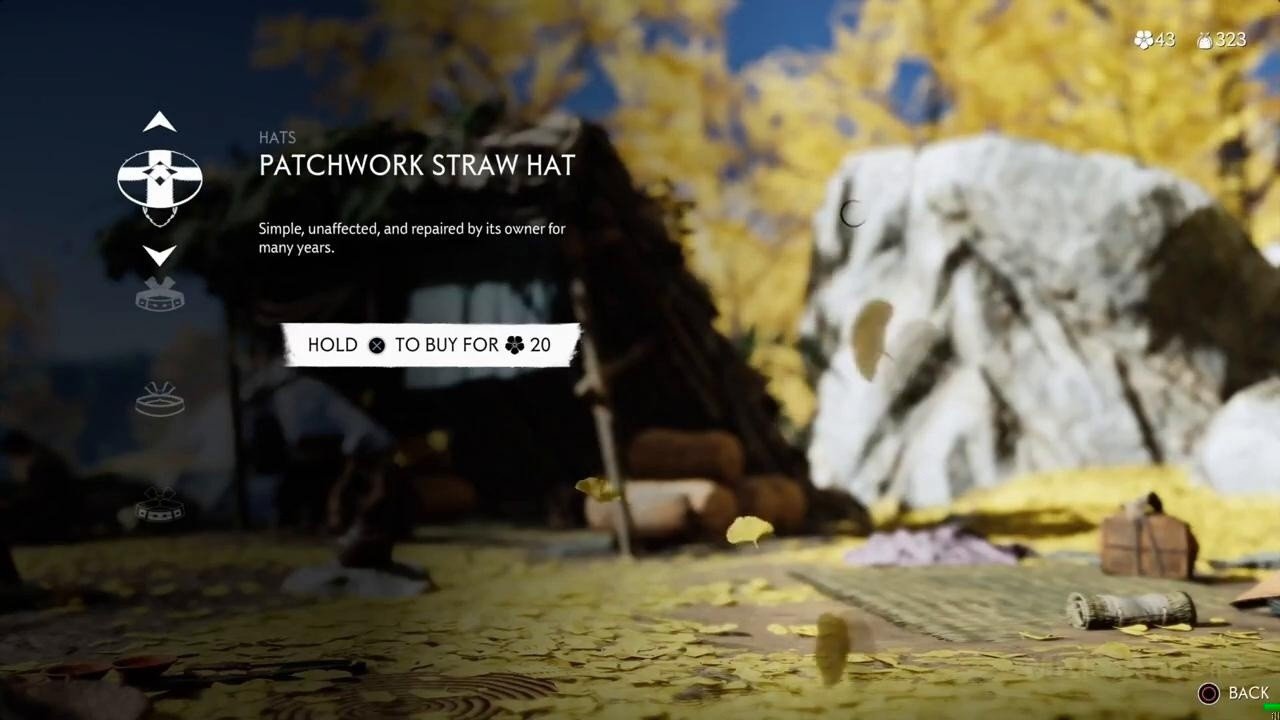 43 323
HATS
PATCHWORK STRAW HAT
Simple, unaffected, and repaired by its owner for
many years.
HOLD TO BUY FOR 20
BACK